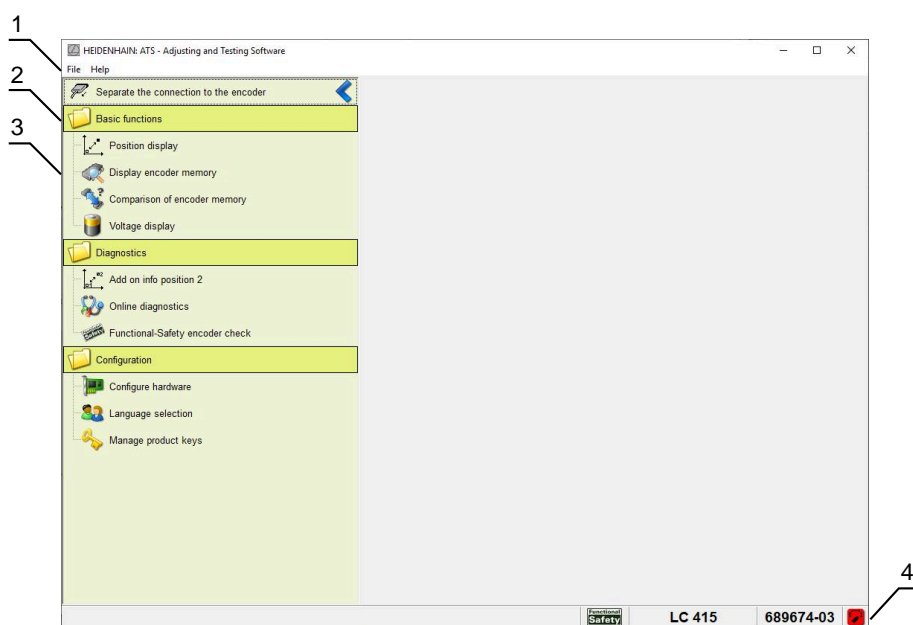 1
HEIDENHAIN: ATS - Adjusting and Testing Software
File Help
2
Separate the connection to the encoder
Basic functions
3
Position display
Display encoder memory
Comparison of encoder memory
Voltage display
Diagnostics
Add on info position 2
Online diagnostics
Safety Functional-Safety encoder check
Configuration
Configure hardware
Language selection
Manage product keys
4
Functional
Safety LC 415 689674-03